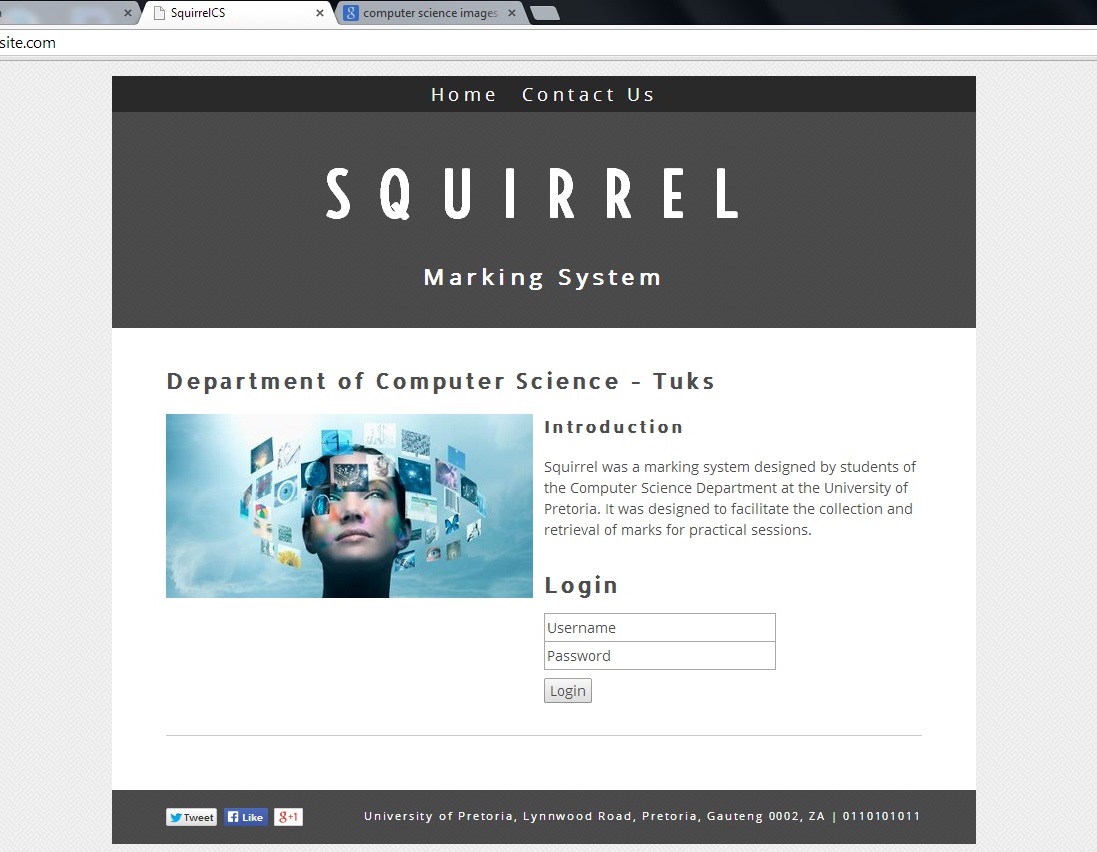 SquirrelCS
computer science images
site.com
Home Contact Us
SQUIRREL
Marking System
Department of Computer Science - Tuks
Introduction
Squirrel was a marking system designed by students of
the Computer Science Department at the University of
Pretoria. It was designed to facilitate the collection and
retrieval of marks for practical sessions.
Login
Username
Password
Login
Tweet Like g+1 University of Pretoria, Lynnwood Road, Pretoria, Gauteng 0002, ZA | 0110101011